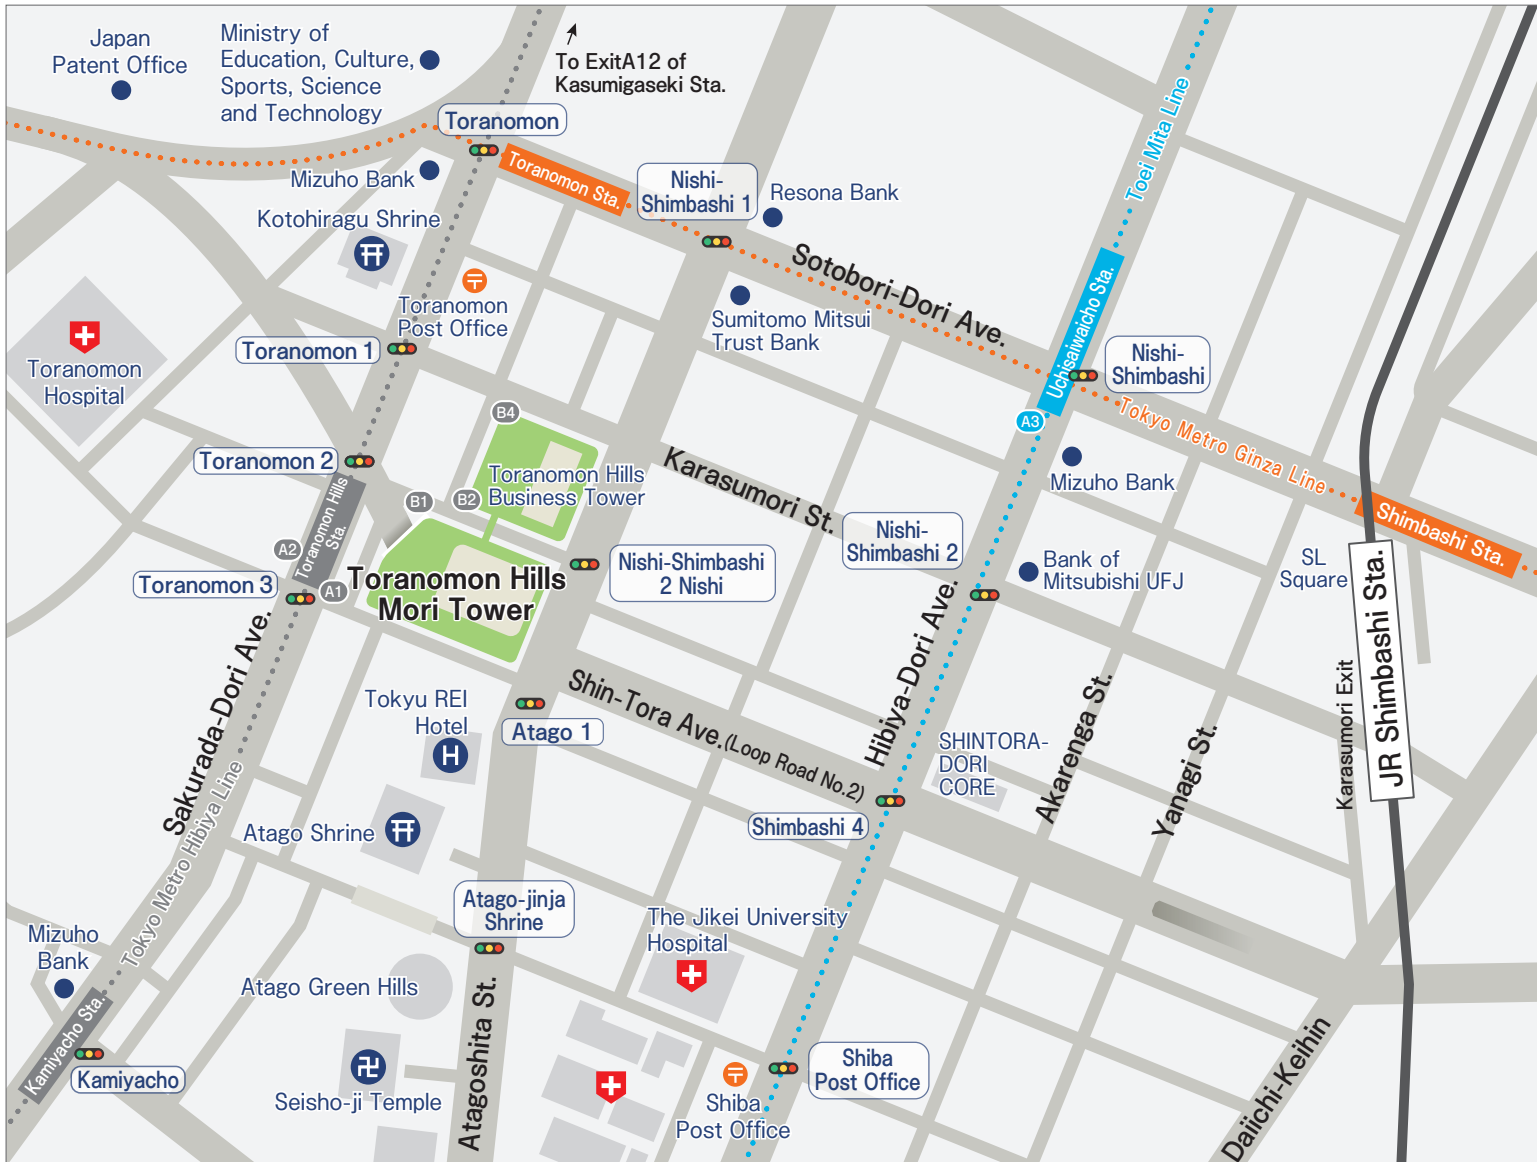 Japan
Patent Office
Ministry of
Education, Culture,
Sports, Science
and Technology
To ExitA12 of
Kasumigaseki Sta.
Toranomon
Toranomon Sta.
Nishi-
Shimbashi 1
Resona Bank
Toei Mita Line
Mizuho Bank
Kotohiragu Shrine
Toranomon
Post Office
Sumitomo Mitsui
Trust Bank
Sotobori-Dori Ave.
Uchisaiwaicho Sta.
Nishi-
Shimbashi
Toranomon 1
Toranomon
Hospital
B4
A3
Tokyo Metro Ginza Line
Toranomon 2
Toranomon Hills
Business Tower
B1
B2
Karasumori St.
Mizuho Bank
Shimbashi Sta.
Toranomon Hills
Sta.
A2
A1
Toranomon 3
Toranomon Hills
Mori Tower
Nishi-Shimbashi
2 Nishi
Nishi-
Shimbashi 2
Bank of
Mitsubishi UFJ
SL
Square
JR Shimbashi Sta.
Karasumori Exit
Sakurada-Dori Ave.
Tokyu REI
Hotel
H
Atago 1
Shin-Tora Ave.(Loop Road No.2)
Hibiya-Dori Ave.
SHINTORA-
DORI
CORE
Akarenga St.
Yanagi St.
Shimbashi 4
Atago Shrine
Tokyo Metro Hibiya Line
Atago-jinja
Shrine
The Jikei University
Hospital
Mizuho
Bank
Atago Green Hills
Kamiyacho Sta.
Kamiyacho
卍
Seisho-ji Temple
Atagoshita St.
Shiba
Post Office
Shiba
Post Office
Daiichi-Keihin